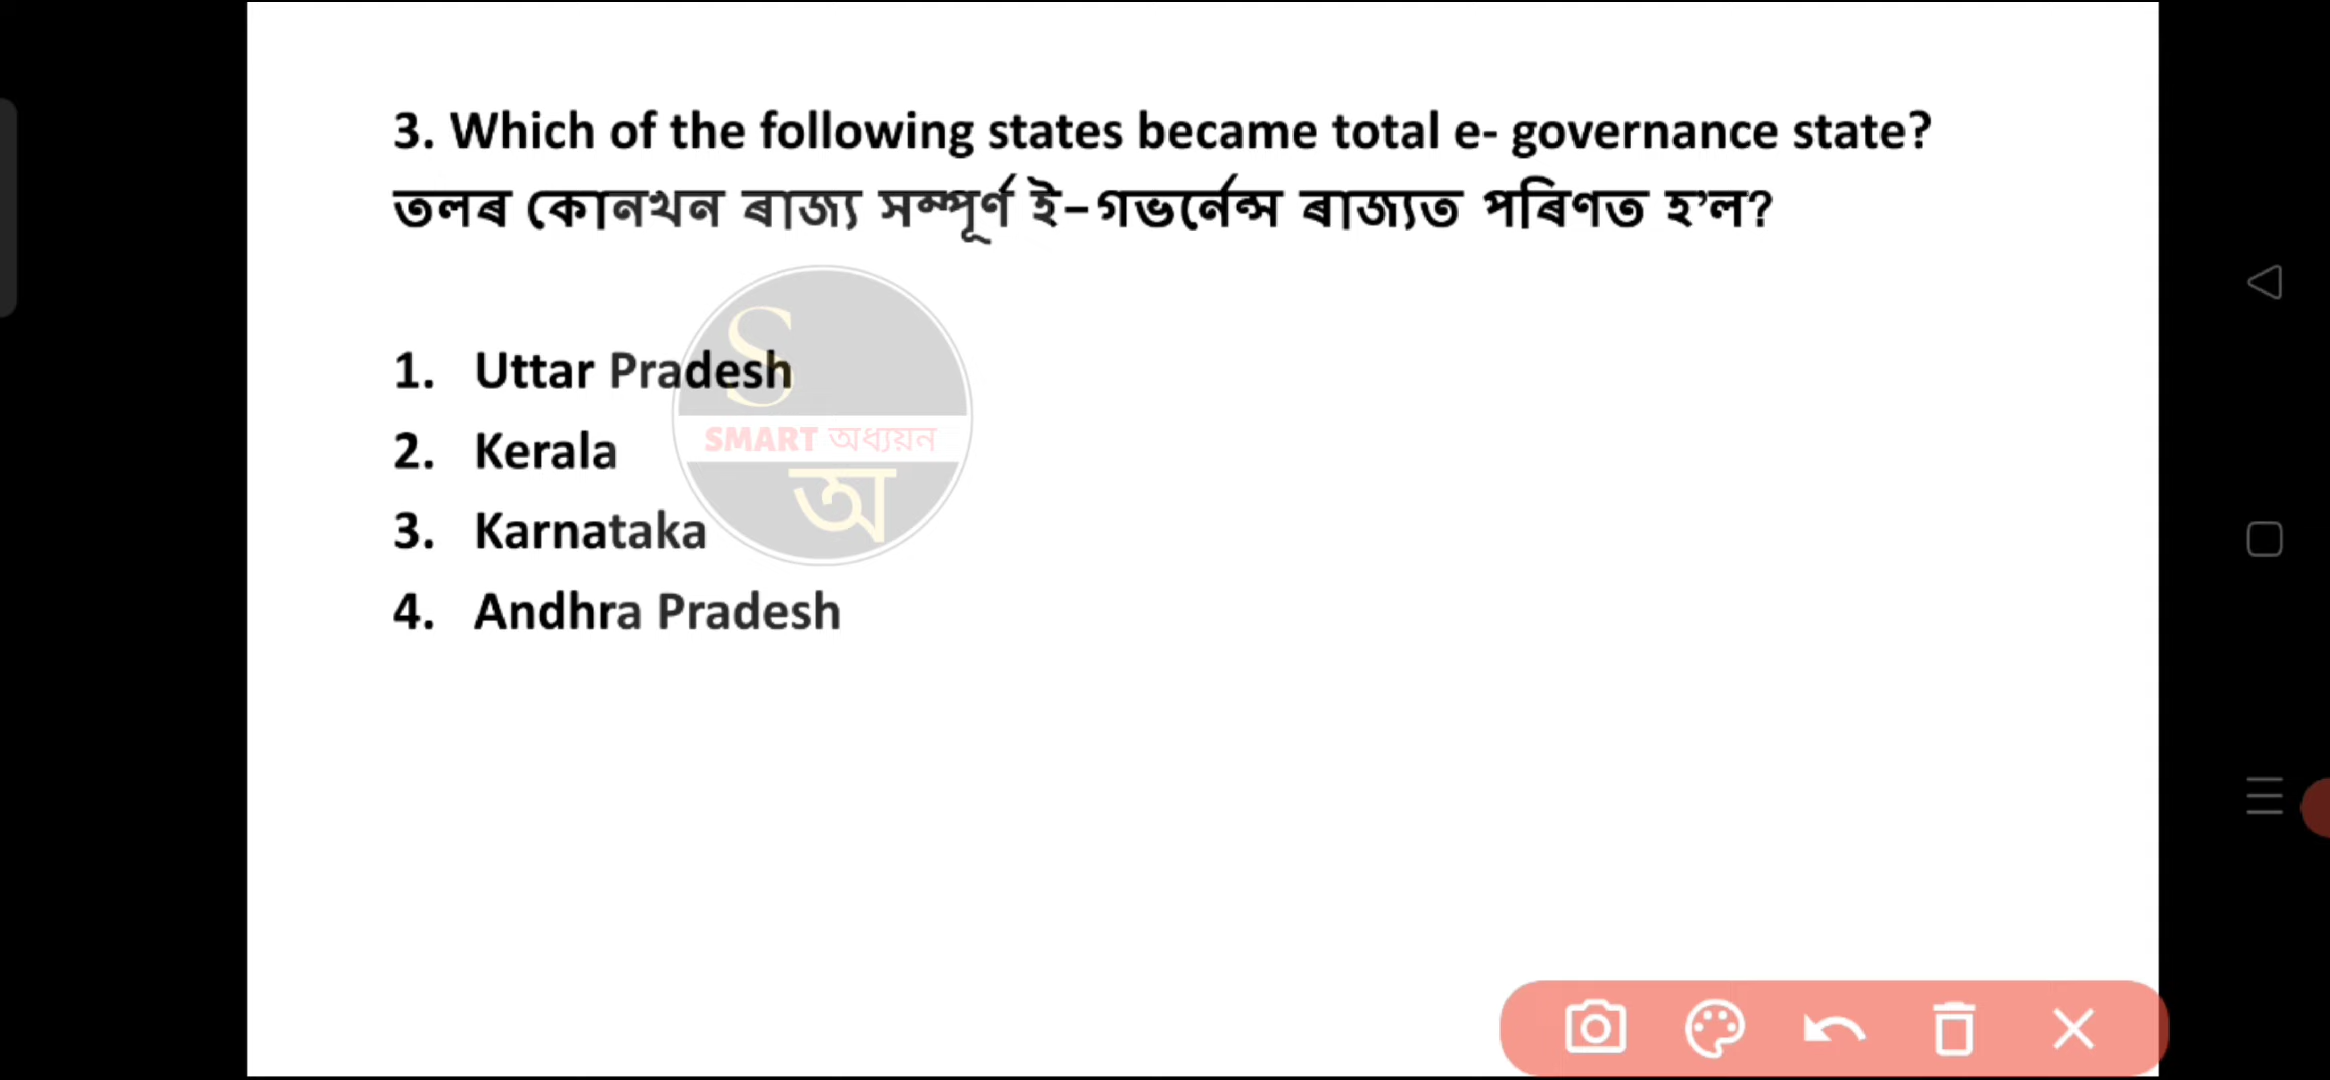 3. Which of the following states became total e- governance state?
তলৰ কোনখন ৰাজ্য সম্পূৰ্ণ ই-গভৰ্নেন্স ৰাজ্যত পৰিণত হ’ল?
S
1. Uttar Pradesh
SMART অধ্যয়ন
2. Kerala
অ
3. Karnataka
4. Andhra Pradesh